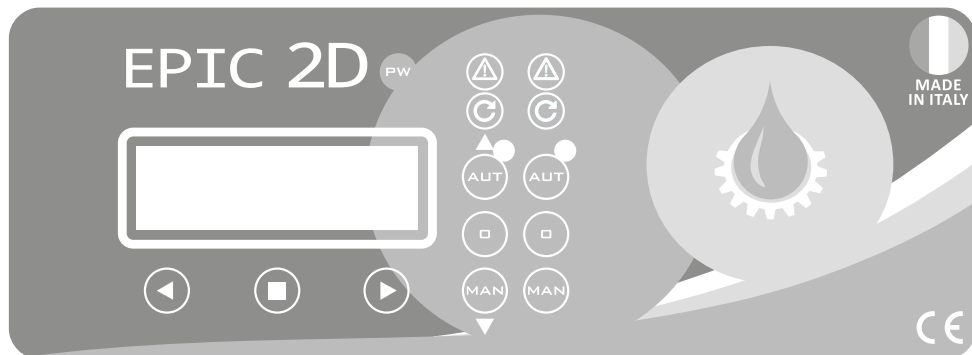 EPIC 2D
PW
MADE
IN ITALY
AUT AUT
MAN MAN
CE